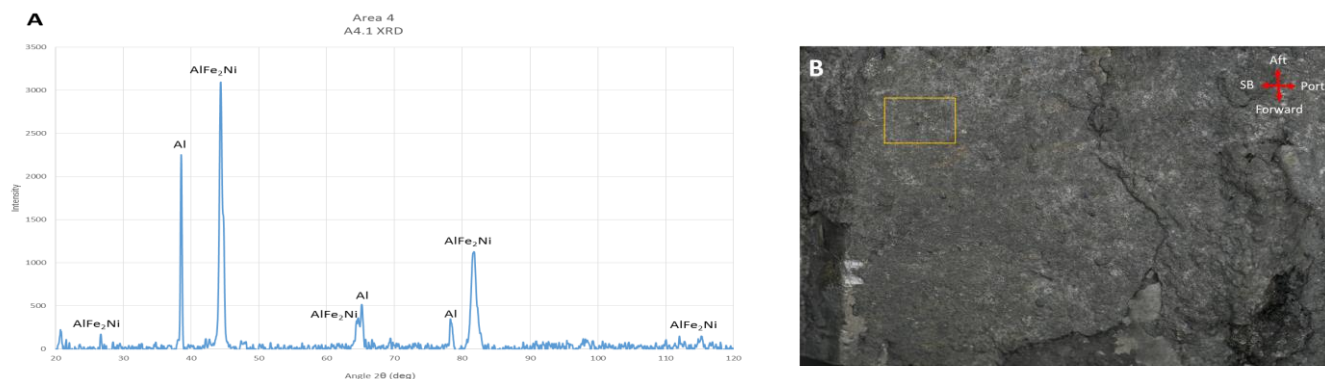 A
Area 4
A4.1 XRD
3500
3000
2500
2000
1500
1000
500
0
Intensity
AlFe₂Ni
Al
AlFe₂Ni
AlFe₂Ni
Al
Al
AlFe₂Ni
AlFe₂Ni
20 30 40 50 60 70 80 90 100 110 120
Angle 2θ (deg)
B
Aft
SB Port
Forward